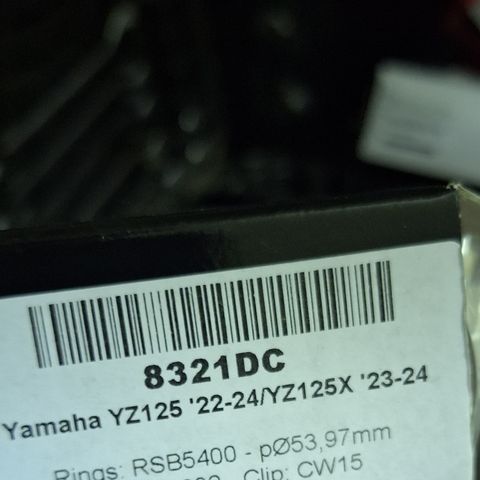 8321DC
Yamaha YZ125 '22-24/YZ125X '23-24
Rings: RSB5400 - pØ53,97mm
Clip: CW15